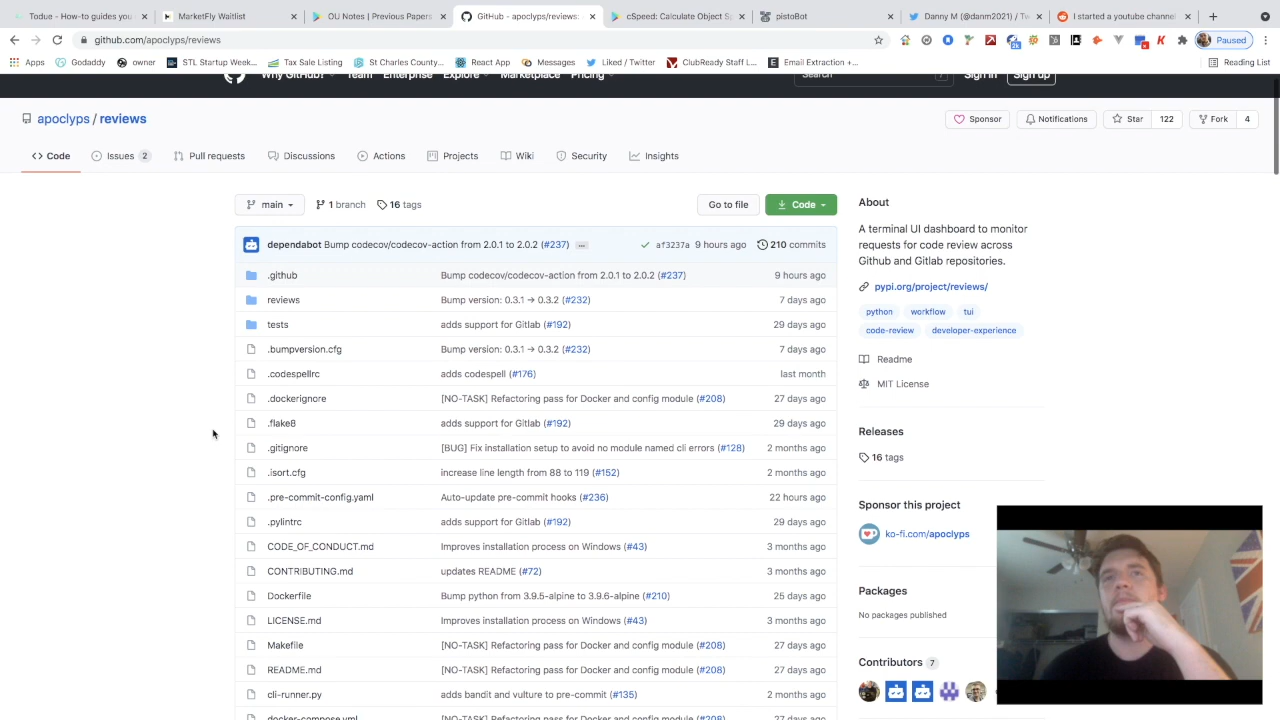 Todue - How-to guides you
MarketFly Waitlist
OU Notes | Previous Papers
GitHub - apoclyps/reviews:
cSpeed: Calculate Object Sp
pistoBot
Danny M (@danm2021) / Tw
I started a youtube channel
github.com/apoclyps/reviews
Paused
Apps
Godaddy
owner
STL Startup Week...
Tax Sale Listing
St Charles County...
React App
Messages
Liked / Twitter
ClubReady Staff L...
Email Extraction +...
Reading List
Why GitHub?
Team
Enterprise
Explore
Marketplace
Pricing
Search
Sign in
Sign up
apoclyps / reviews
Sponsor
Notifications
Star 122
Fork 4
Code
Issues 2
Pull requests
Discussions
Actions
Projects
Wiki
Security
Insights
main
1 branch
16 tags
Go to file
Code
dependabot Bump codecov/codecov-action from 2.0.1 to 2.0.2 (#237) ... af3237a 9 hours ago 210 commits
.github Bump codecov/codecov-action from 2.0.1 to 2.0.2 (#237) 9 hours ago
reviews Bump version: 0.3.1 → 0.3.2 (#232) 7 days ago
tests adds support for Gitlab (#192) 29 days ago
.bumpversion.cfg Bump version: 0.3.1 → 0.3.2 (#232) 7 days ago
.codespellrc adds codespell (#176) last month
.dockerignore [NO-TASK] Refactoring pass for Docker and config module (#208) 27 days ago
.flake8 adds support for Gitlab (#192) 29 days ago
.gitignore [BUG] Fix installation setup to avoid no module named cli errors (#128) 2 months ago
.isort.cfg increase line length from 88 to 119 (#152) 2 months ago
.pre-commit-config.yaml Auto-update pre-commit hooks (#236) 22 hours ago
.pylintrc adds support for Gitlab (#192) 29 days ago
CODE_OF_CONDUCT.md Improves installation process on Windows (#43) 3 months ago
CONTRIBUTING.md updates README (#72) 3 months ago
Dockerfile Bump python from 3.9.5-alpine to 3.9.6-alpine (#210) 25 days ago
LICENSE.md Improves installation process on Windows (#43) 3 months ago
Makefile [NO-TASK] Refactoring pass for Docker and config module (#208) 27 days ago
README.md [NO-TASK] Refactoring pass for Docker and config module (#208) 27 days ago
cli-runner.py adds bandit and vulture to pre-commit (#135) 2 months ago
docker-compose.yml [NO-TASK] Refactoring pass for Docker and config module (#208) 27 days ago
About
A terminal UI dashboard to monitor
requests for code review across
Github and Gitlab repositories.
pypi.org/project/reviews/
python workflow tui
code-review developer-experience
Readme
MIT License
Releases
16 tags
Sponsor this project
ko-fi.com/apoclyps
Packages
No packages published
Contributors 7